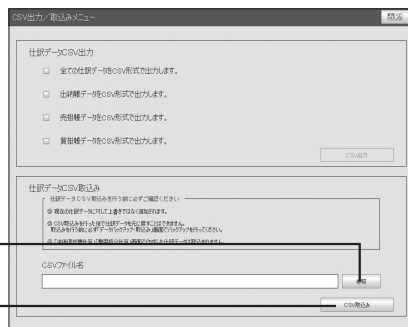 CSV出力／取込みメニュー
閉じる
仕訳データCSV出力
全ての仕訳データをCSV形式で出力します。
出納帳データをCSV形式で出力します。
売掛帳データをCSV形式で出力します。
買掛帳データをCSV形式で出力します。
CSV出力
仕訳データCSV取込み
仕訳データCSV取込みを行う前に必ずご確認ください
◎ 現在の仕訳データに対して上書きではなく追加されます。
◎ CSV取込みを行った後で仕訳データを元に戻すことはできません。
取込みを行う前に必ず「データバックアップ・取込み」画面でバックアップを行ってください。
CSVファイル名
参照
CSV取込み